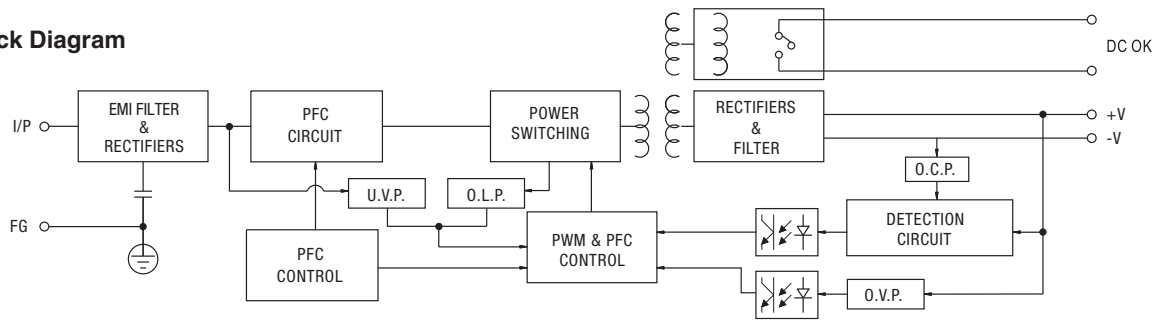 ck Diagram
DC OK
I/P
EMI FILTER
&
RECTIFIERS
PFC
CIRCUIT
POWER
SWITCHING
RECTIFIERS
&
FILTER
+V
-V
O.C.P.
U.V.P.
O.L.P.
FG
PFC
CONTROL
PWM & PFC
CONTROL
DETECTION
CIRCUIT
O.V.P.